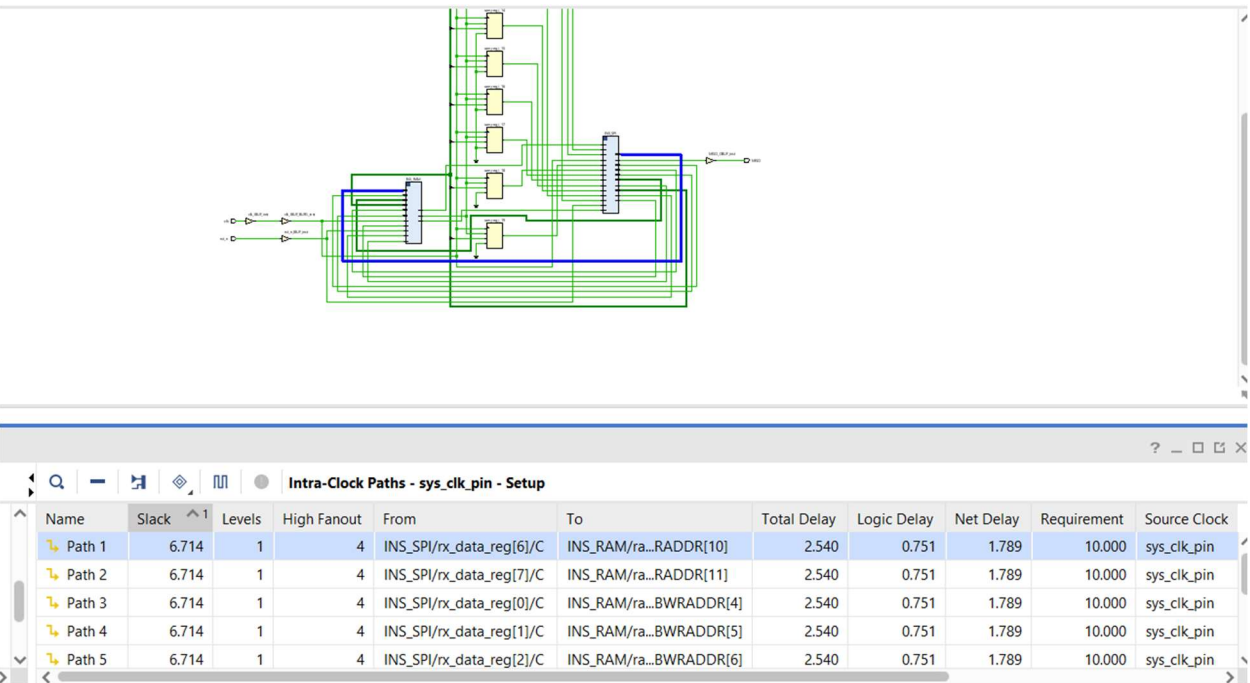 Intra-Clock Paths - sys_clk_pin - Setup
Name Slack 1 Levels High Fanout From To Total Delay Logic Delay Net Delay Requirement Source Clock
Path 1 6.714 1 4 INS_SPI/rx_data_reg[6]/C INS_RAM/ra...RADDR[10] 2.540 0.751 1.789 10.000 sys_clk_pin
Path 2 6.714 1 4 INS_SPI/rx_data_reg[7]/C INS_RAM/ra...RADDR[11] 2.540 0.751 1.789 10.000 sys_clk_pin
Path 3 6.714 1 4 INS_SPI/rx_data_reg[0]/C INS_RAM/ra...BWRADDR[4] 2.540 0.751 1.789 10.000 sys_clk_pin
Path 4 6.714 1 4 INS_SPI/rx_data_reg[1]/C INS_RAM/ra...BWRADDR[5] 2.540 0.751 1.789 10.000 sys_clk_pin
Path 5 6.714 1 4 INS_SPI/rx_data_reg[2]/C INS_RAM/ra...BWRADDR[6] 2.540 0.751 1.789 10.000 sys_clk_pin